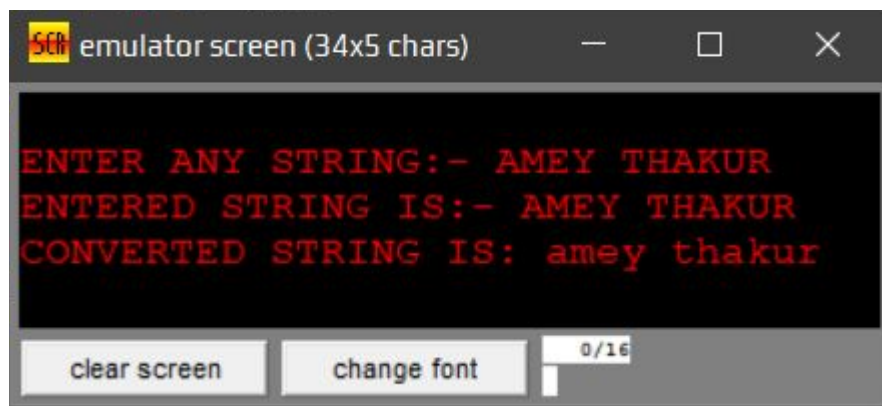 SCR emulator screen (34x5 chars)
ENTER ANY STRING:- AMEY THAKUR
ENTERED STRING IS:- AMEY THAKUR
CONVERTED STRING IS: amey thakur
clear screen change font 0/16